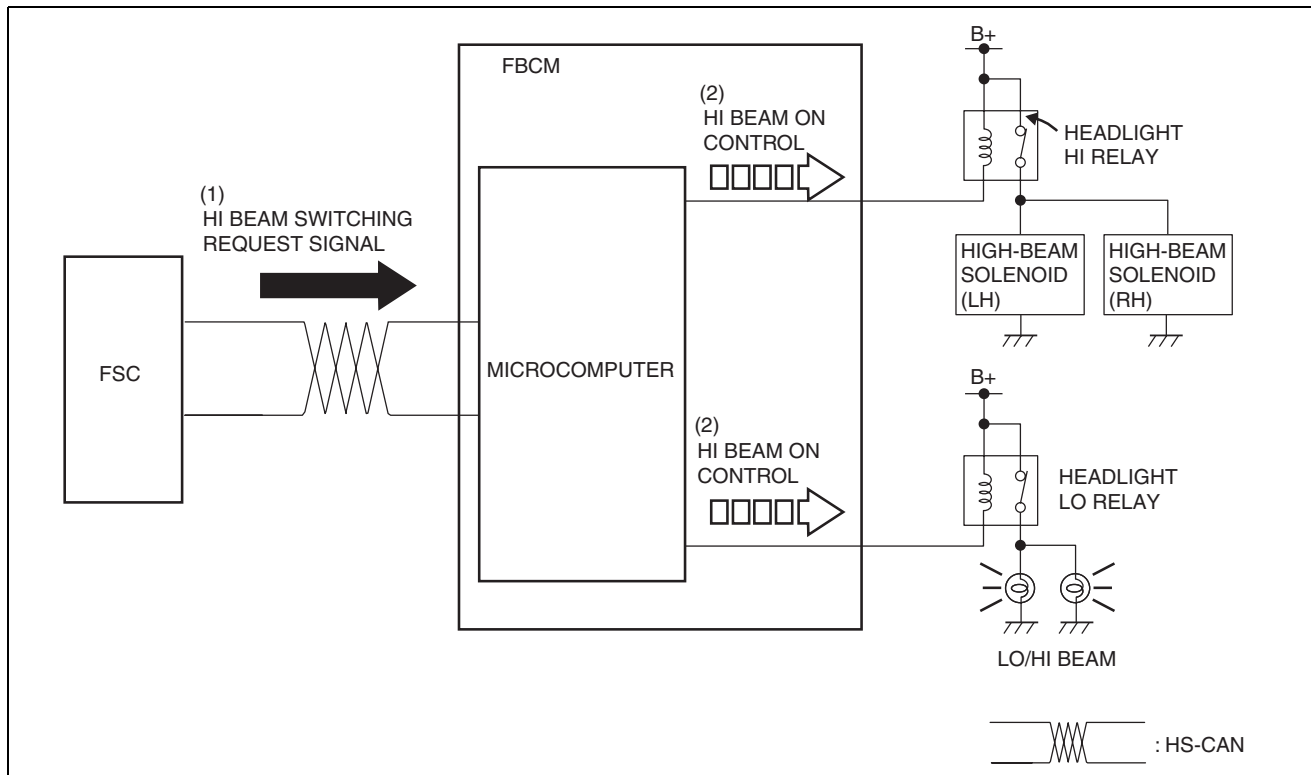 FBCM
(1)
HI BEAM SWITCHING
REQUEST SIGNAL
FSC
MICROCOMPUTER
(2)
HI BEAM ON
CONTROL
(2)
HI BEAM ON
CONTROL
B+
HEADLIGHT
HI RELAY
HIGH-BEAM
SOLENOID
(LH)
HIGH-BEAM
SOLENOID
(RH)
B+
HEADLIGHT
LO RELAY
LO/HI BEAM
: HS-CAN